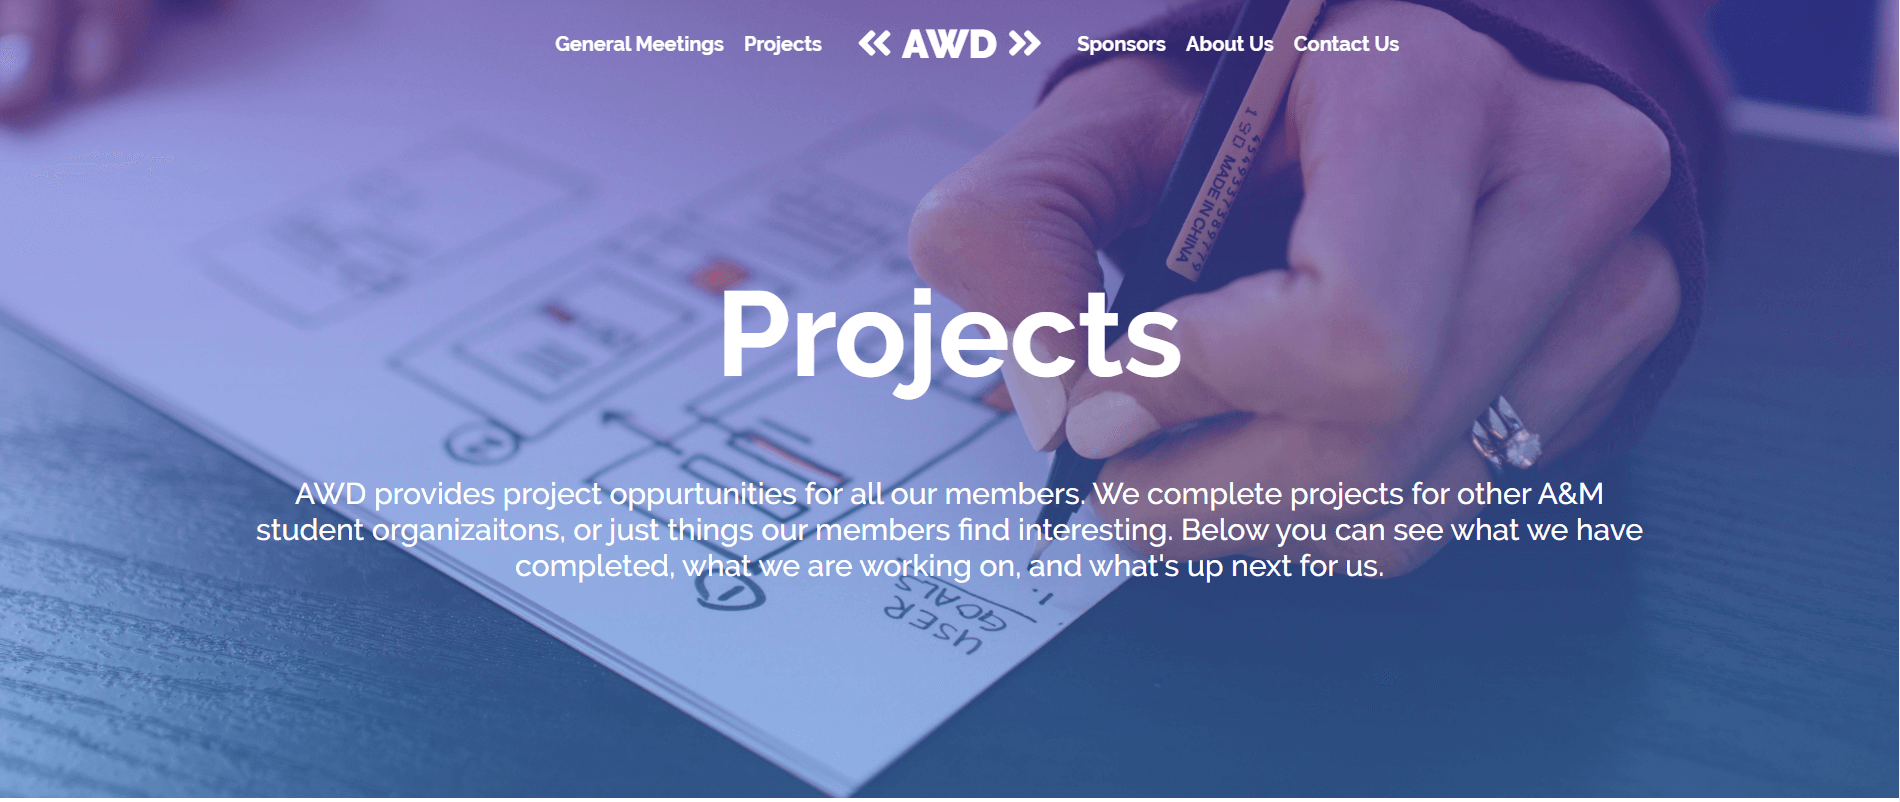 General Meetings Projects « AWD » Sponsors About Us Contact Us
Projects
AWD provides project oppurtunities for all our members. We complete projects for other A&M
student organizaitons, or just things our members find interesting. Below you can see what we have
completed, what we are working on, and what's up next for us.
MADE IN CHINA
USER
GOALS
1.